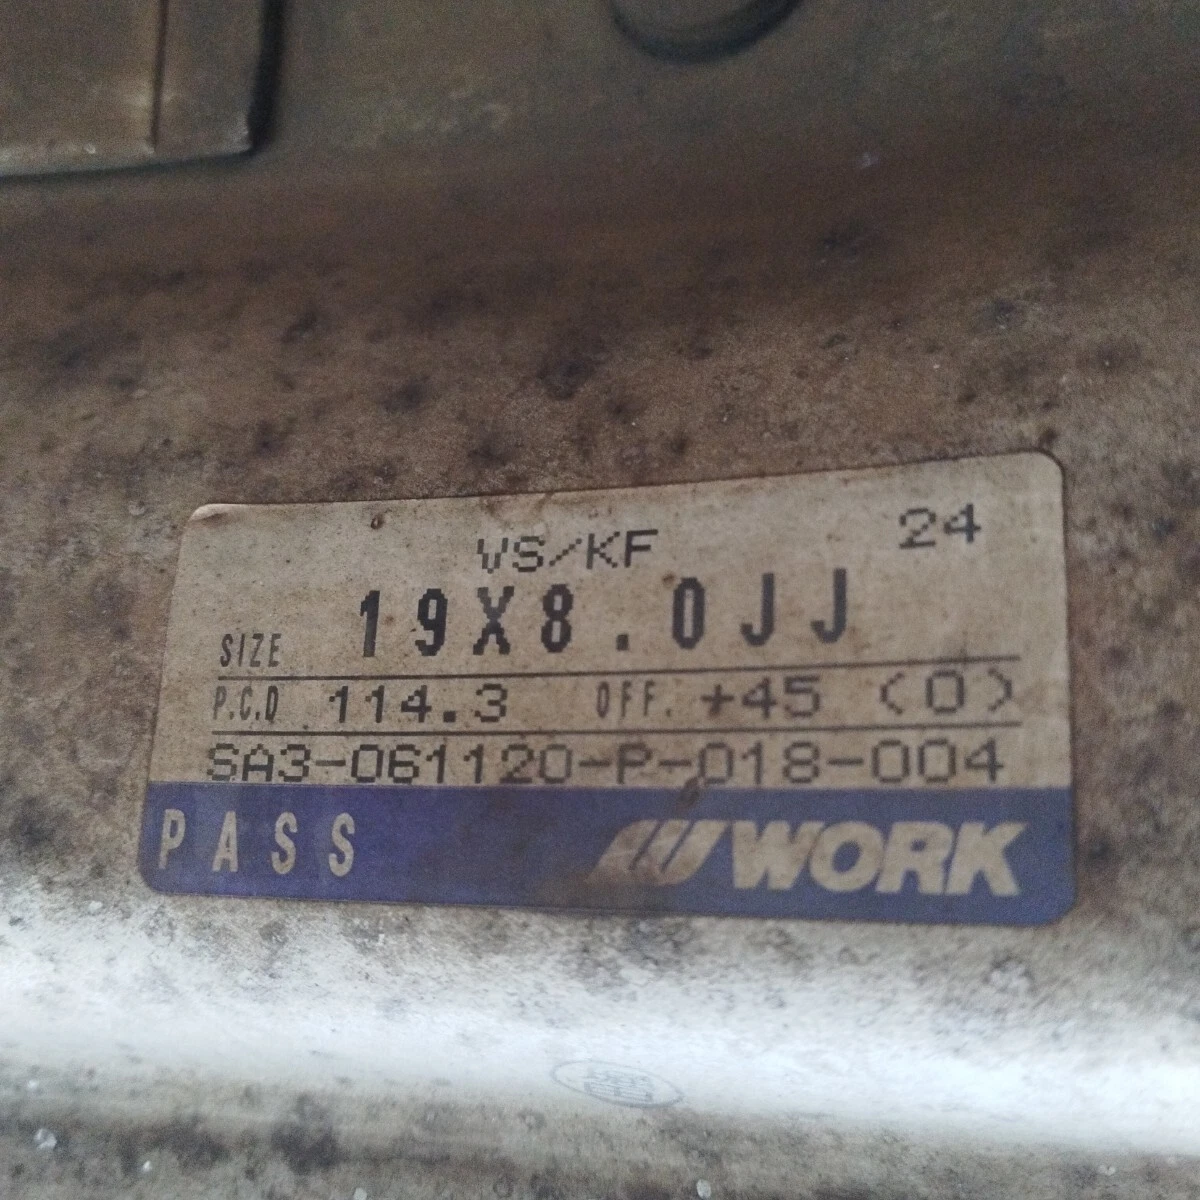 VS/KF 24
SIZE 19X8.0JJ
P.C.D 114.3 OFF. +45 (0)
SA3-061120-P-018-004
PASS WORK